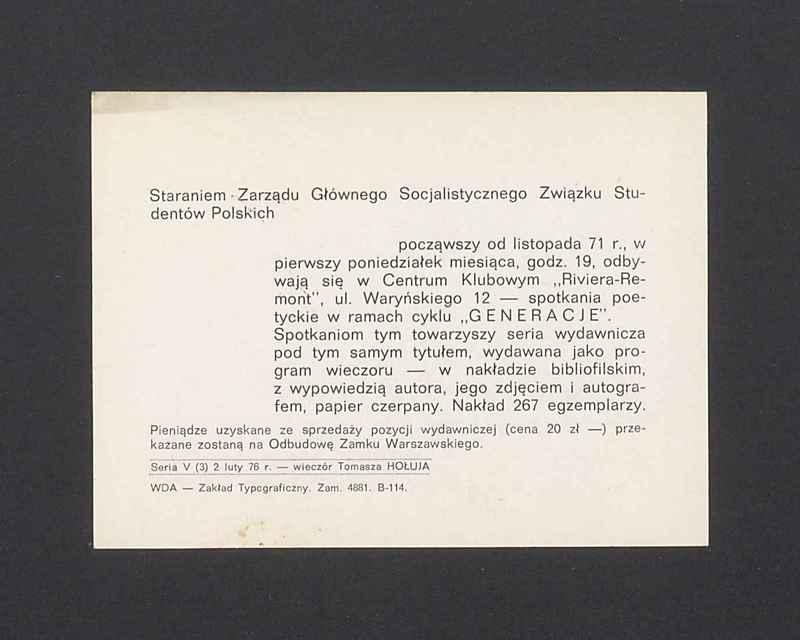 Staraniem Zarządu Głównego Socjalistycznego Związku Stu-
dentów Polskich
począwszy od listopada 71 r., w
pierwszy poniedziałek miesiąca, godz. 19, odby-
wają się w Centrum Klubowym ,,Riviera-Re-
mont", ul. Waryńskiego 12 — spotkania poe-
tyckie w ramach cyklu „GENERACJE".
Spotkaniom tym towarzyszy seria wydawnicza
pod tym samym tytułem, wydawana jako pro-
gram wieczoru — w nakładzie bibliofilskim,
z wypowiedzią autora, jego zdjęciem i autogra-
fem, papier czerpany. Nakład 267 egzemplarzy.
Pieniądze uzyskane ze sprzedaży pozycji wydawniczej (cena 20 zł —) prze-
kazane zostaną na Odbudowę Zamku Warszawskiego.
Seria V (3) 2 luty 76 r. — wieczór Tomasza HOŁUJA
WDA — Zakład Typograficzny. Zam. 4881. B-114.